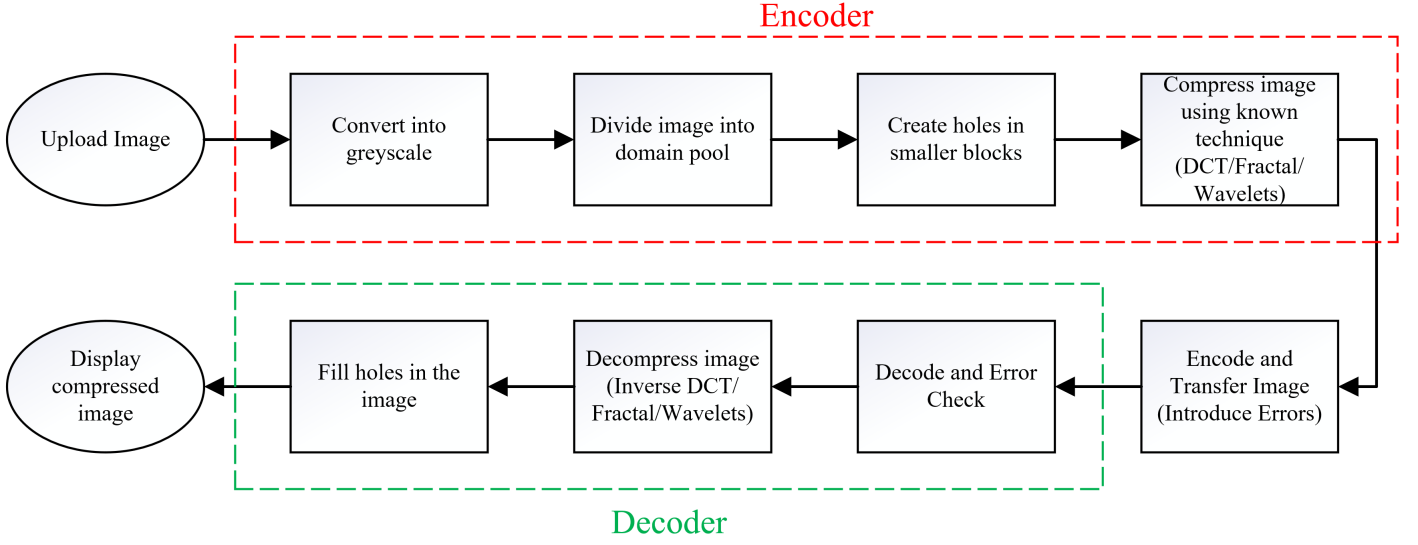 Encoder
Upload Image
Convert into
greyscale
Divide image into
domain pool
Create holes in
smaller blocks
Compress image
using known
technique
(DCT/Fractal/
Wavelets)
Display
compressed
image
Fill holes in the
image
Decompress image
(Inverse DCT/
Fractal/Wavelets)
Decode and Error
Check
Encode and
Transfer Image
(Introduce Errors)
Decoder